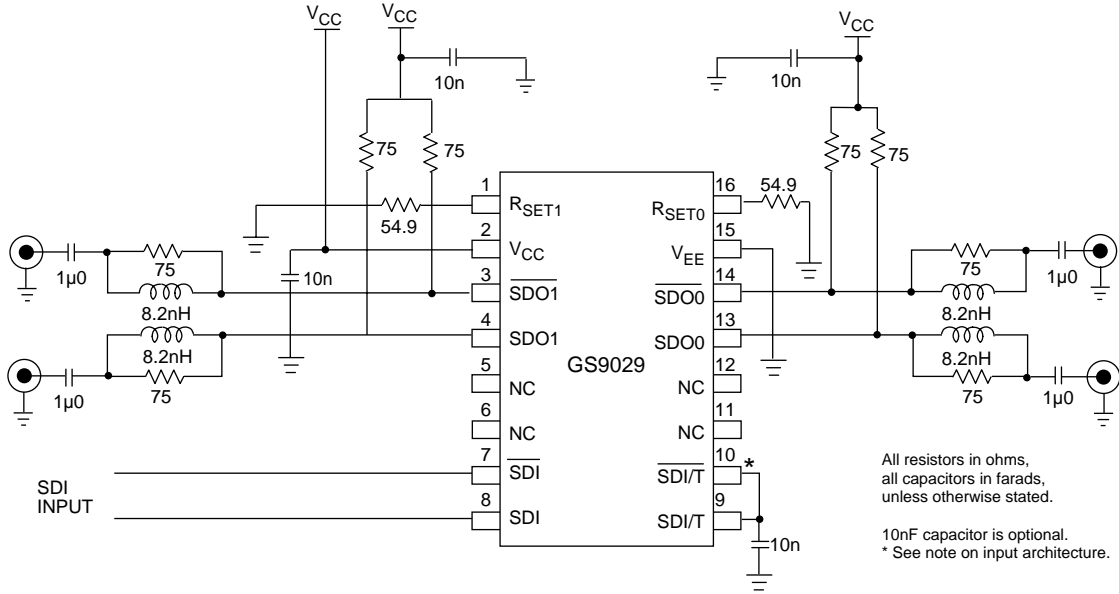 VCC
VCC
VCC
10n
10n
75
75
75
75
1
16
54.9
RSET1
RSET0
54.9
2
15
VCC
VEE
1µ0
75
10n
3
14
SDO1
SDO0
75
1µ0
8.2nH
8.2nH
4
13
SDO1
SDO0
8.2nH
8.2nH
GS9029
1µ0
75
5
12
NC
NC
75
1µ0
6
11
NC
NC
7
10
*
SDI
SDI/T
SDI
INPUT
8
9
SDI
SDI/T
10n
All resistors in ohms,
all capacitors in farads,
unless otherwise stated.
10nF capacitor is optional.
* See note on input architecture.